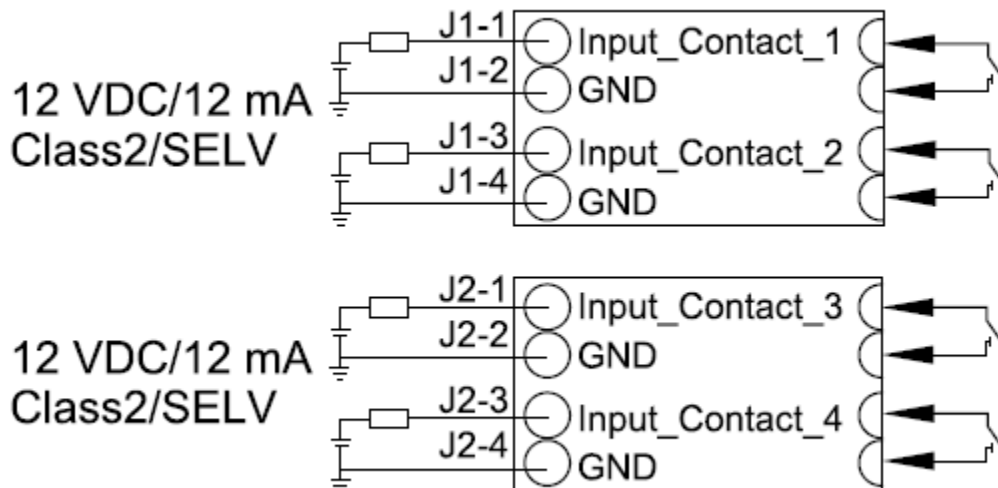 J1-1 Input_Contact_1
J1-2 GND
12 VDC/12 mA
Class2/SELV
J1-3 Input_Contact_2
J1-4 GND
J2-1 Input_Contact_3
J2-2 GND
12 VDC/12 mA
Class2/SELV
J2-3 Input_Contact_4
J2-4 GND